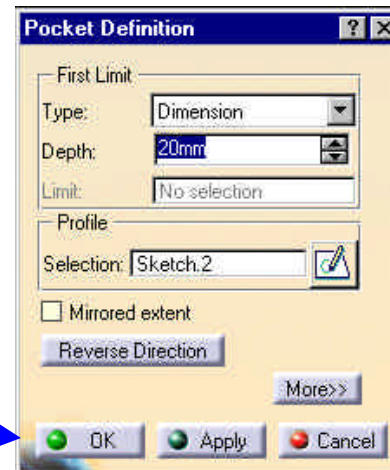 Pocket Definition ? X
First Limit
Type: Dimension
Depth: 20mm
Limit: No selection
Profile
Selection: Sketch.2
Mirrored extent
Reverse Direction
More>>
OK Apply Cancel